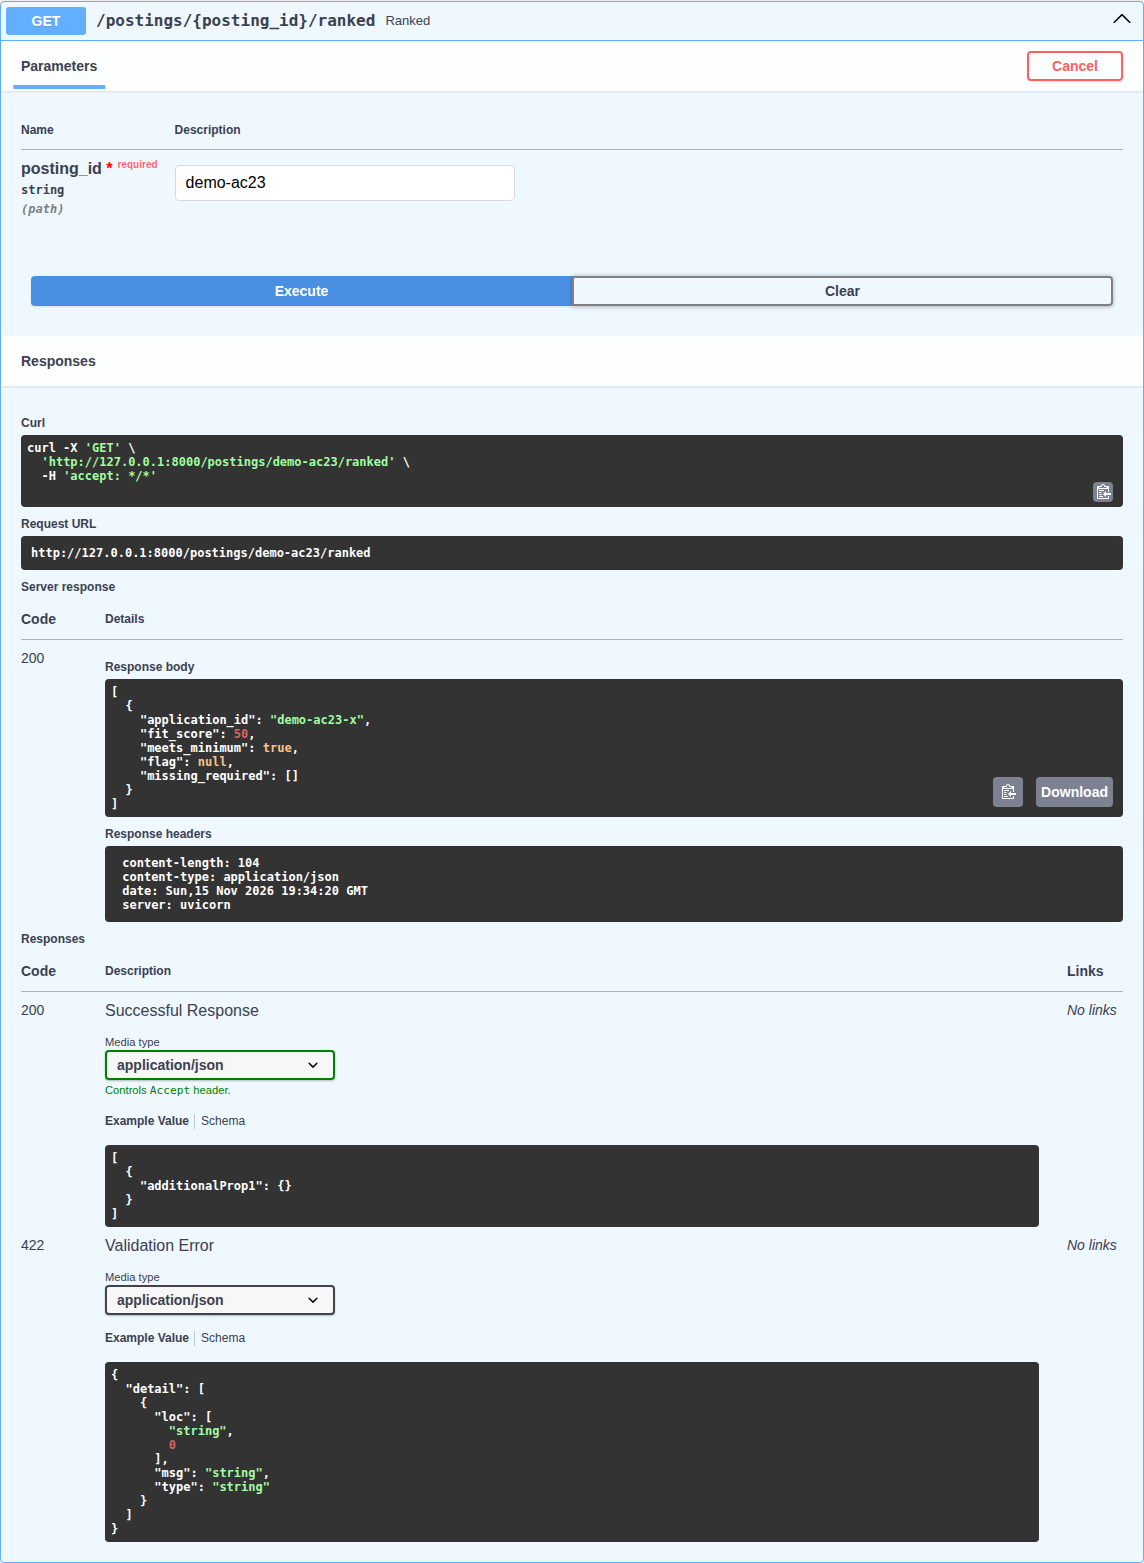 GET /postings/{posting_id}/ranked Ranked
Parameters
Cancel
Name Description
posting_id * required
string
(path)
demo-ac23
Execute Clear
Responses
Curl
curl -X 'GET' \
  'http://127.0.0.1:8000/postings/demo-ac23/ranked' \
  -H 'accept: */*'
Request URL
http://127.0.0.1:8000/postings/demo-ac23/ranked
Server response
Code Details
200
Response body
[
  {
    "application_id": "demo-ac23-x",
    "fit_score": 50,
    "meets_minimum": true,
    "flag": null,
    "missing_required": []
  }
]
Download
Response headers
content-length: 104
content-type: application/json
date: Sun,15 Nov 2026 19:34:20 GMT
server: uvicorn
Responses
Code Description Links
200 Successful Response No links
Media type
application/json
Controls Accept header.
Example Value Schema
[
  {
    "additionalProp1": {}
  }
]
422 Validation Error No links
Media type
application/json
Example Value Schema
{
  "detail": [
    {
      "loc": [
        "string",
        0
      ],
      "msg": "string",
      "type": "string"
    }
  ]
}